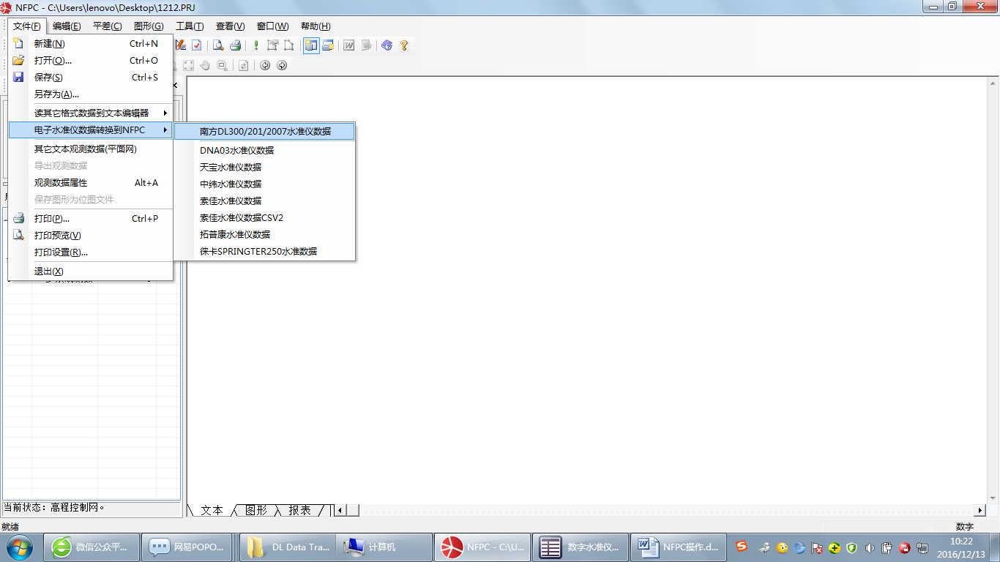 NFPC - C:\Users\lenovo\Desktop\1212.PRJ
文件(F) 编辑(E) 平差(C) 图形(G) 工具(T) 查看(V) 窗口(W) 帮助(H)
新建(N) Ctrl+N
打开(O)... Ctrl+O
保存(S) Ctrl+S
另存为(A)...
读其它格式数据到文本编辑器
电子水准仪数据转换到NFPC
其它文本观测数据(平面网)
导出观测数据
观测数据属性 Alt+A
保存图形为位图文件
打印(P)... Ctrl+P
打印预览(V)
打印设置(R)...
退出(X)
南方DL300/201/2007水准仪数据
DNA03水准仪数据
天宝水准仪数据
中纬水准仪数据
索佳水准仪数据
索佳水准仪数据CSV2
拓普康水准仪数据
徕卡SPRINGTER250水准数据
当前状态：高程控制网。
文本 图形 报表
就绪 数字
微信公众平... 网易POPO... DL Data Tra... 计算机 NFPC - C:\U... 数字水准仪... NFPC操作.d... 10:22
2016/12/13